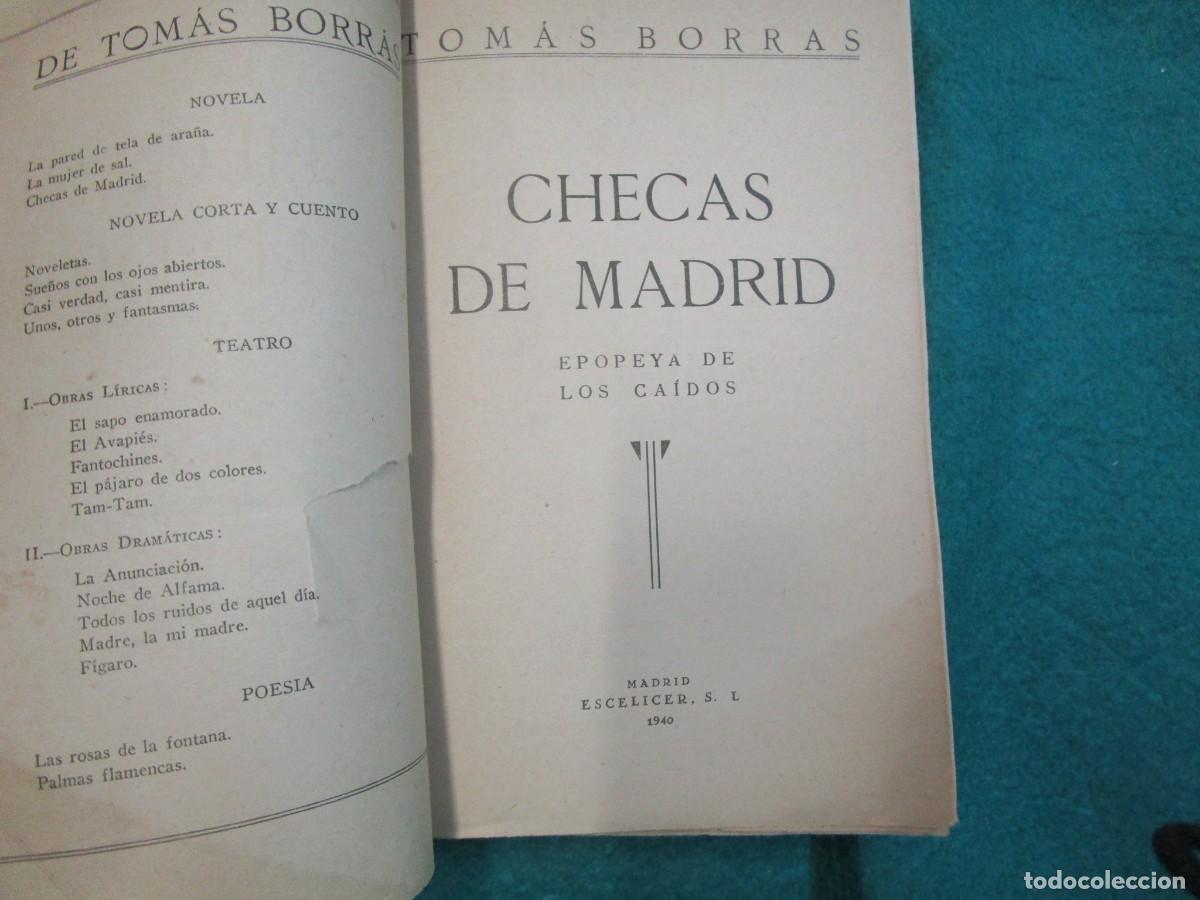 DE TOMÁS BORRÁS
NOVELA
La pared de tela de araña.
La mujer de sal.
Checas de Madrid.
NOVELA CORTA Y CUENTO
Noveletas.
Sueños con los ojos abiertos.
Casi verdad, casi mentira.
Unos, otros y fantasmas.
TEATRO
I.—OBRAS LÍRICAS:
El sapo enamorado.
El Avapiés.
Fantochines.
El pájaro de dos colores.
Tam-Tam.
II.—OBRAS DRAMÁTICAS:
La Anunciación.
Noche de Alfama.
Todos los ruidos de aquel día.
Madre, la mi madre.
Fígaro.
POESIA
Las rosas de la fontana.
Palmas flamencas.
TOMÁS BORRAS
CHECAS
DE MADRID
EPOPEYA DE
LOS CAÍDOS
MADRID
ESCELICER, S. L
1940
todocoleccion